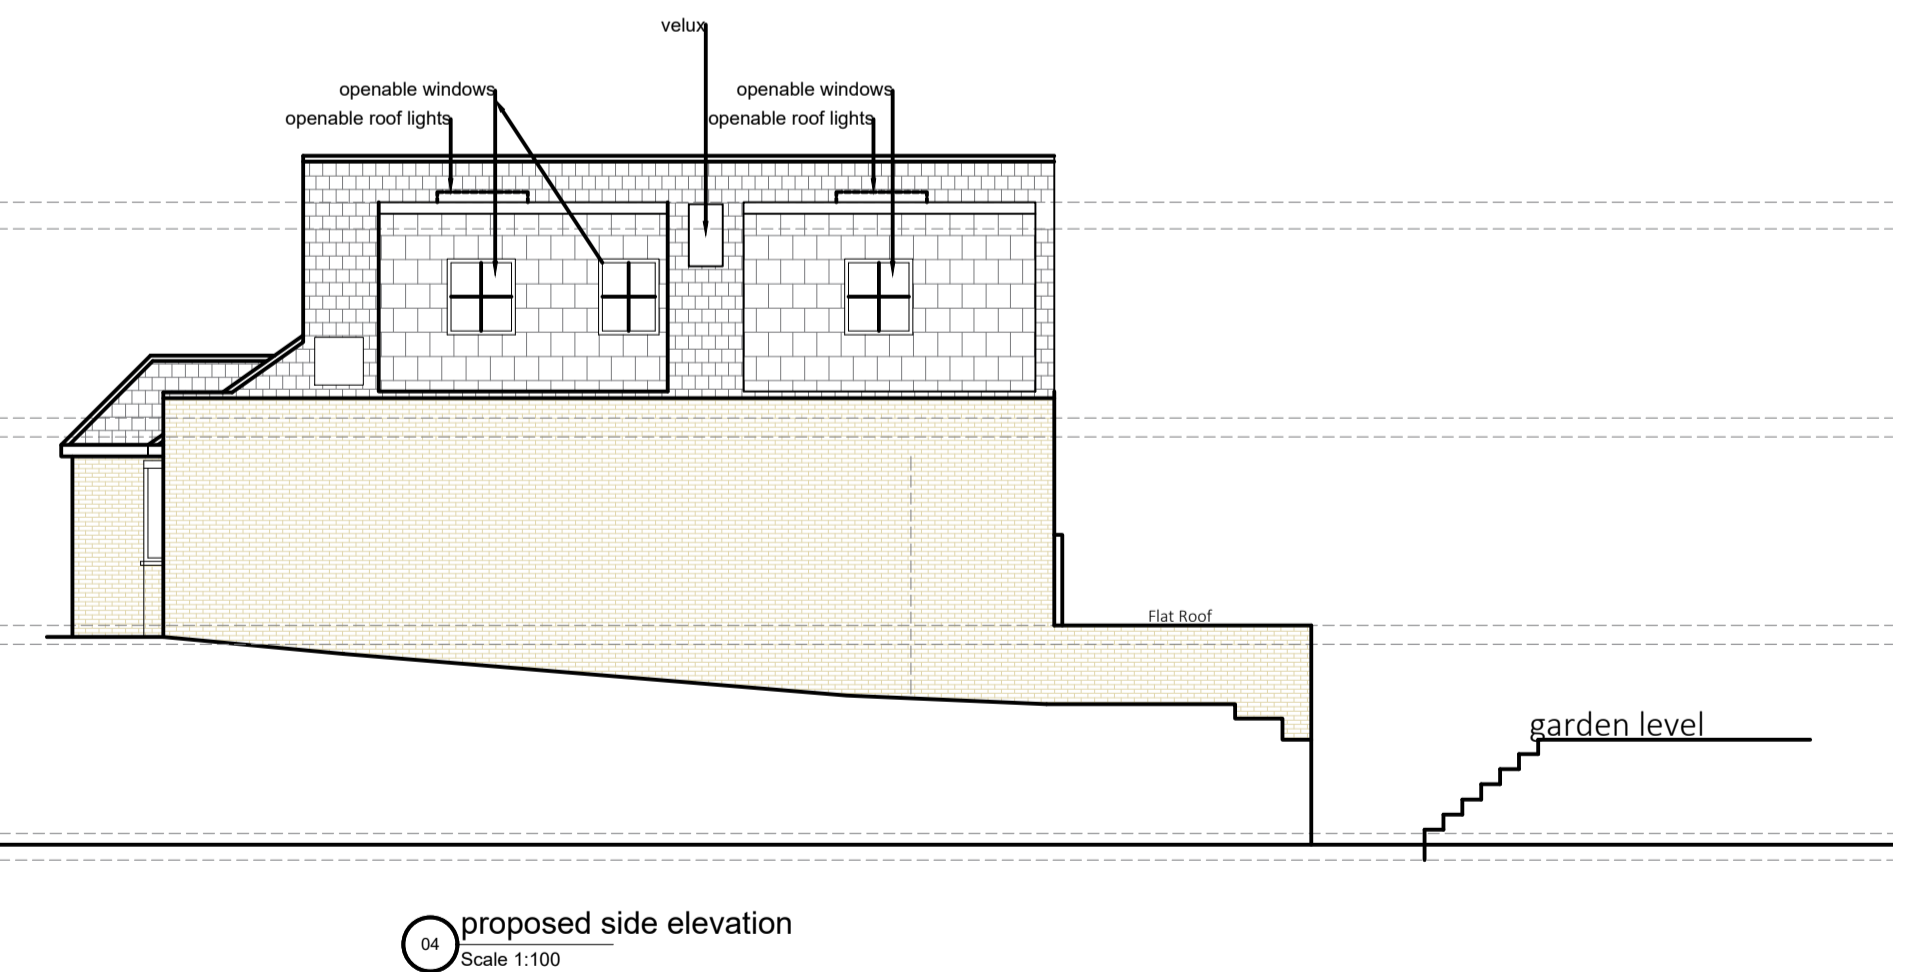 velux
openable windows
openable roof lights
openable windows
openable roof lights
Flat Roof
garden level
04
proposed side elevation
Scale 1:100